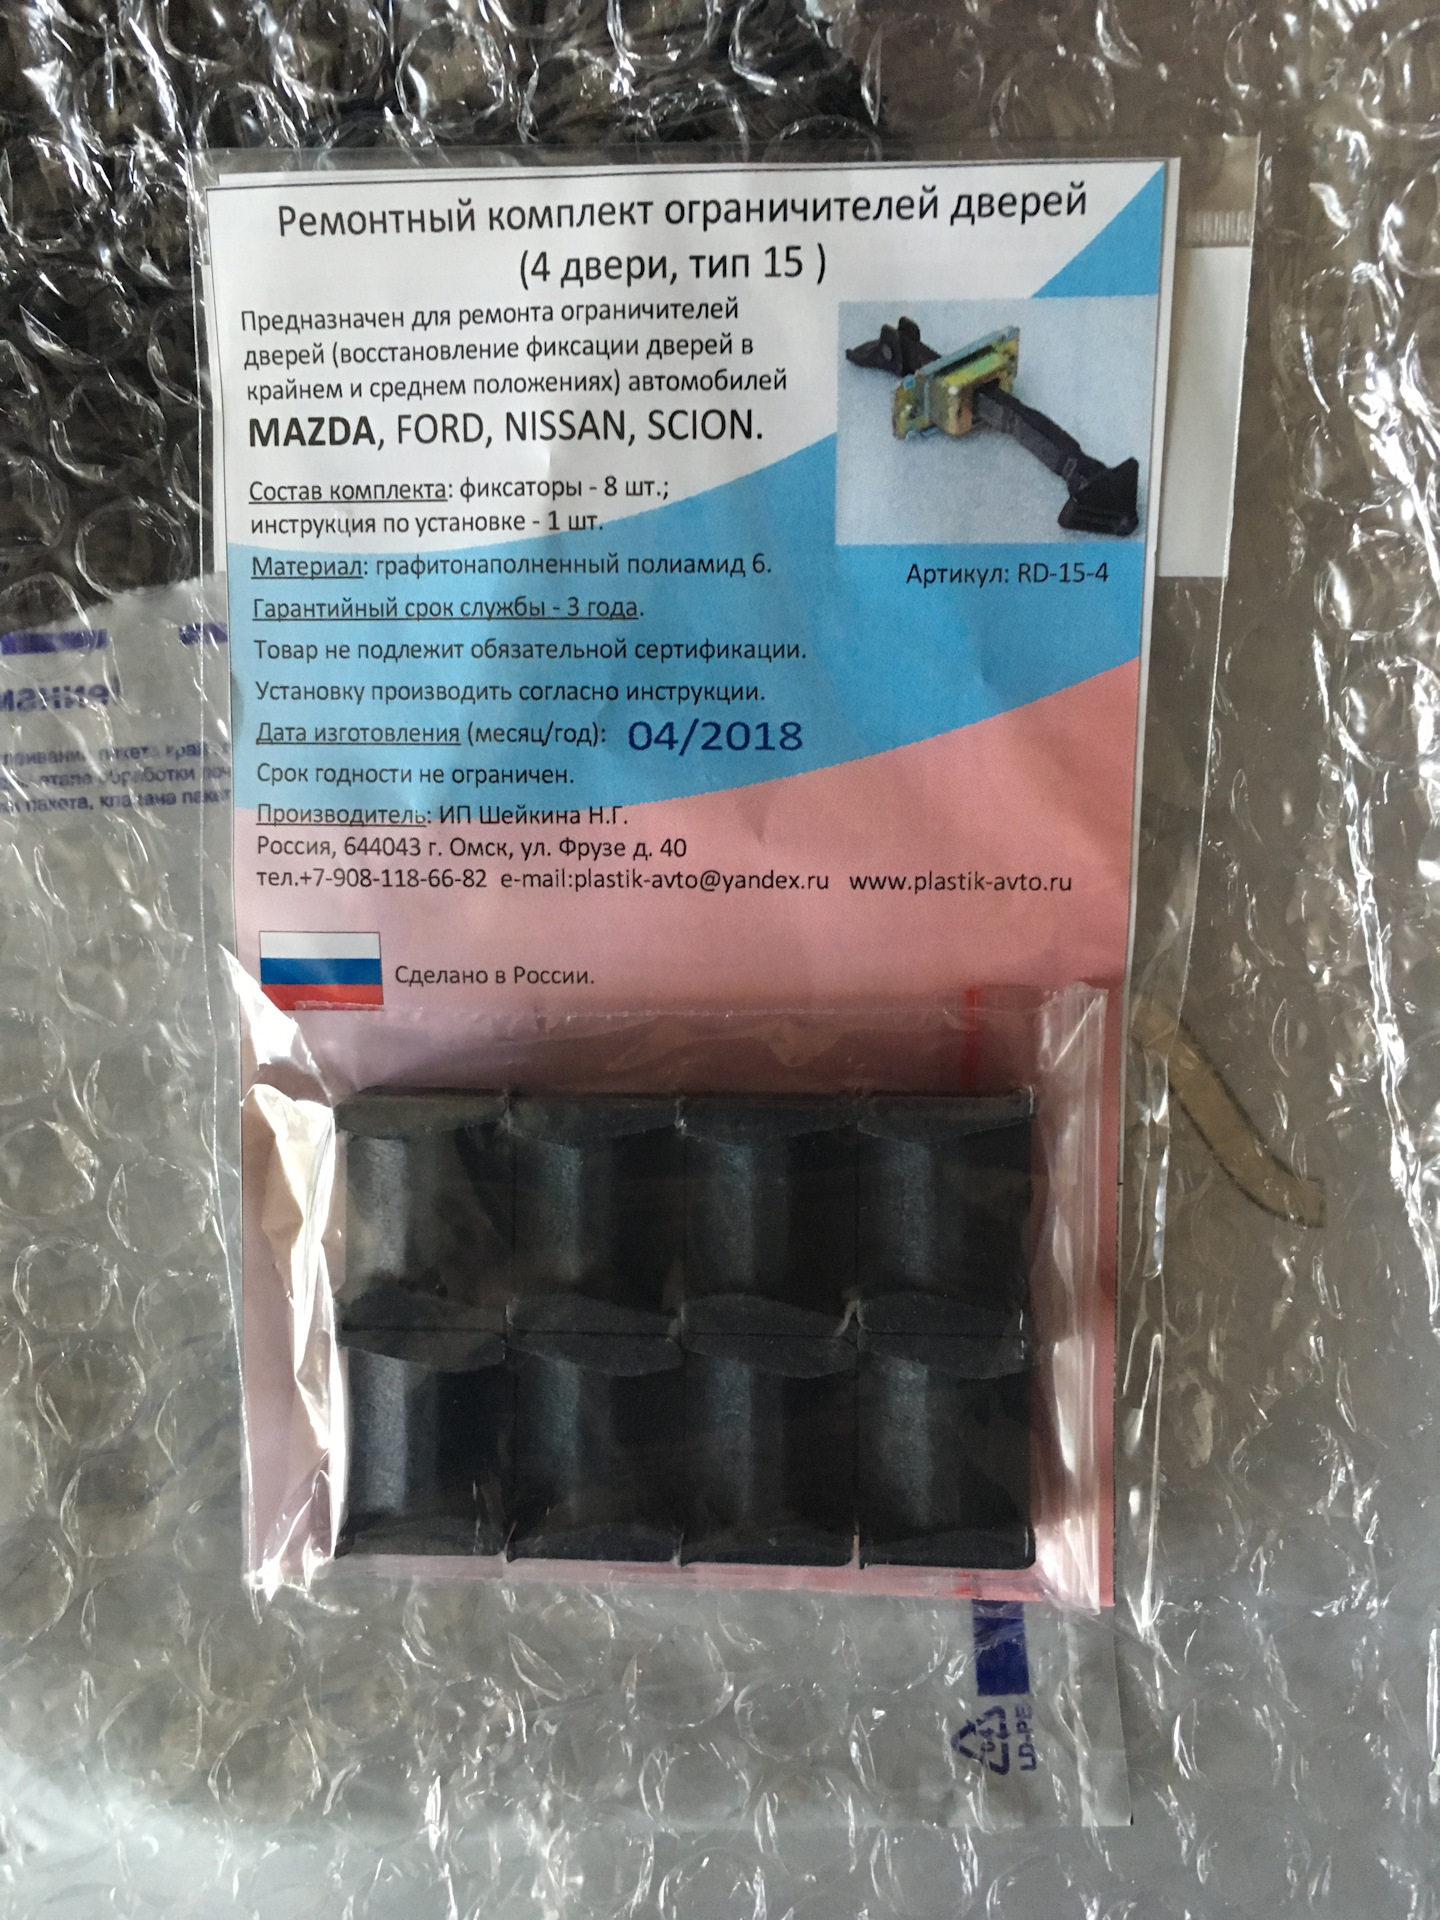 Ремонтный комплект ограничителей дверей
(4 двери, тип 15 )
Предназначен для ремонта ограничителей
дверей (восстановление фиксации дверей в
крайнем и среднем положениях) автомобилей
MAZDA, FORD, NISSAN, SCION.
Состав комплекта: фиксаторы - 8 шт.;
инструкция по установке - 1 шт.
Материал: графитонаполненный полиамид 6.
Артикул: RD-15-4
Гарантийный срок службы - 3 года.
Товар не подлежит обязательной сертификации.
Установку производить согласно инструкции.
Дата изготовления (месяц/год): 04/2018
Срок годности не ограничен.
Производитель: ИП Шейкина Н.Г.
Россия, 644043 г. Омск, ул. Фрузе д. 40
тел.+7-908-118-66-82 e-mail:plastik-avto@yandex.ru www.plastik-avto.ru
Сделано в России.
пакета
обработки
пакета,
LD-PE